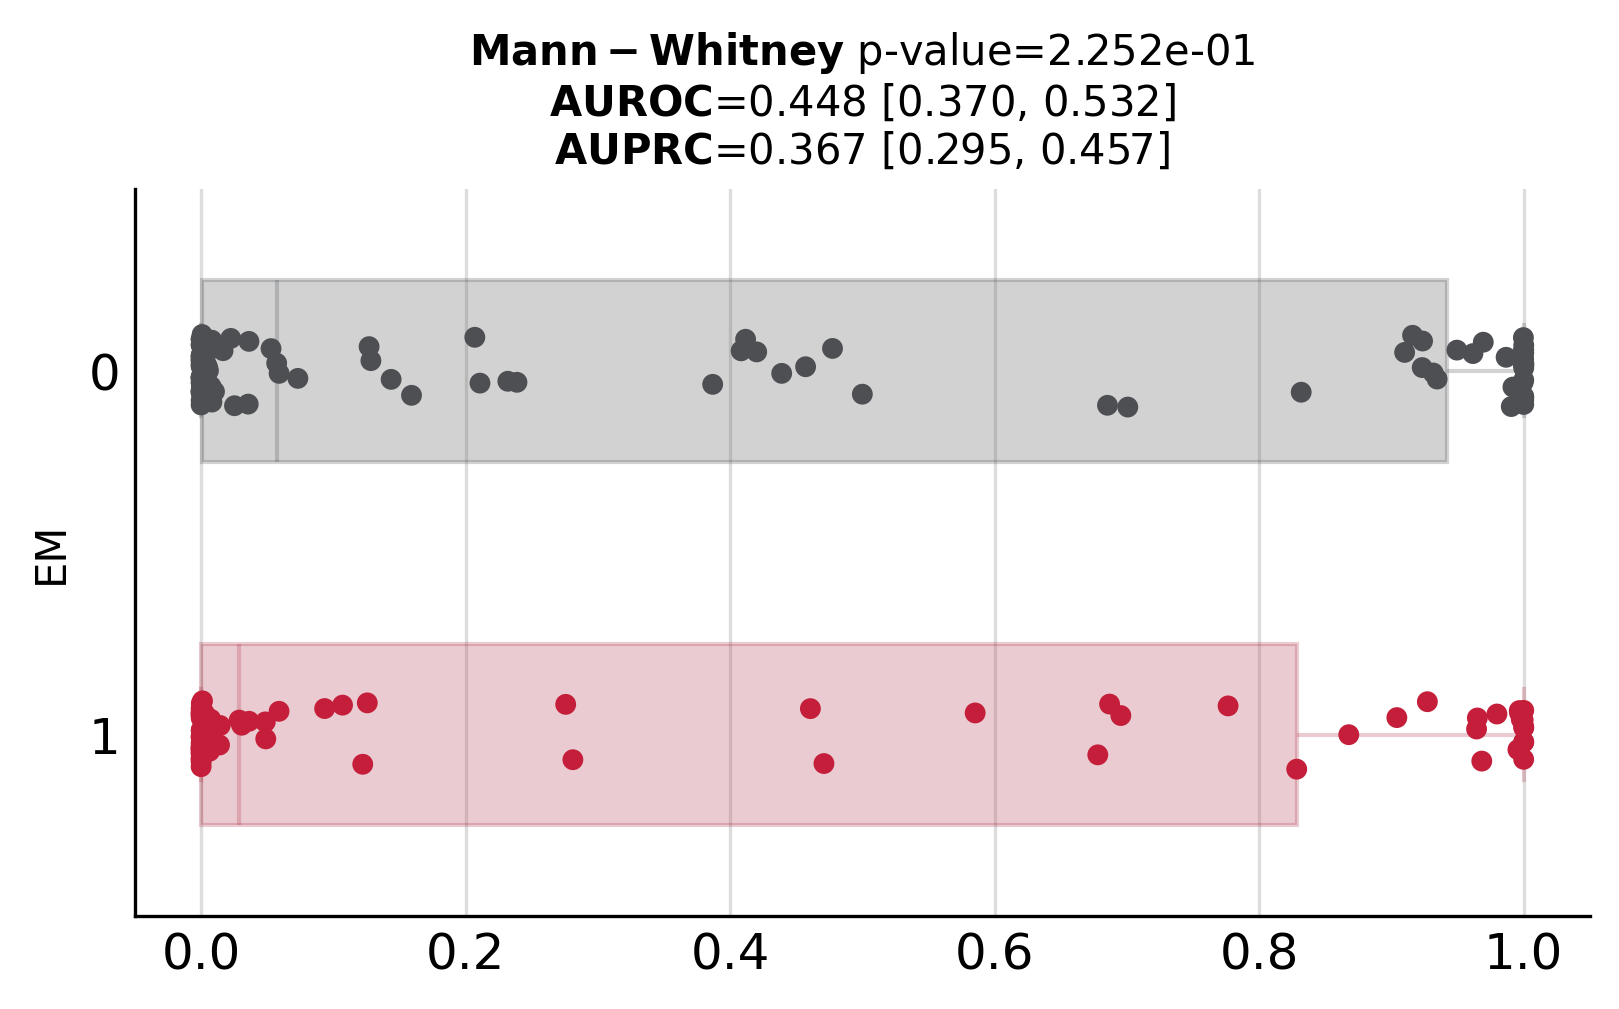 Mann − Whitney p-value=2.252e-01
AUROC=0.448 [0.370, 0.532]
AUPRC=0.367 [0.295, 0.457]
0
EM
1
0.0 0.2 0.4 0.6 0.8 1.0